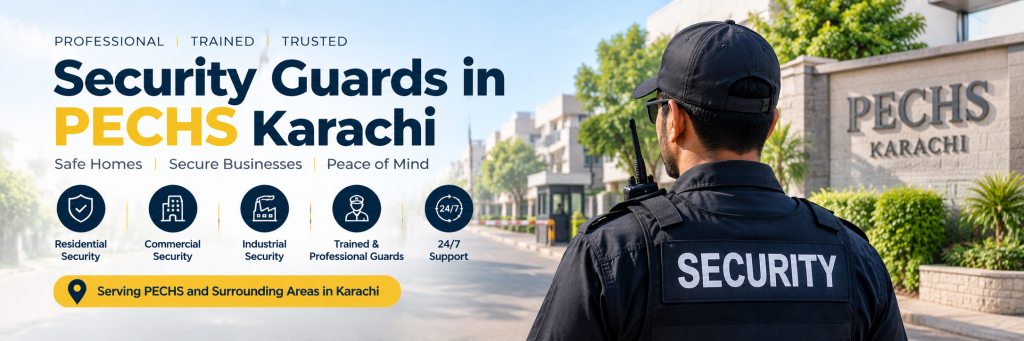 PROFESSIONAL | TRAINED | TRUSTED
Security Guards in
PECHS Karachi
Safe Homes | Secure Businesses | Peace of Mind
Residential
Security
Commercial
Security
Industrial
Security
Trained &
Professional Guards
24/7
24/7
Support
Serving PECHS and Surrounding Areas in Karachi
PECHS
KARACHI
SECURITY